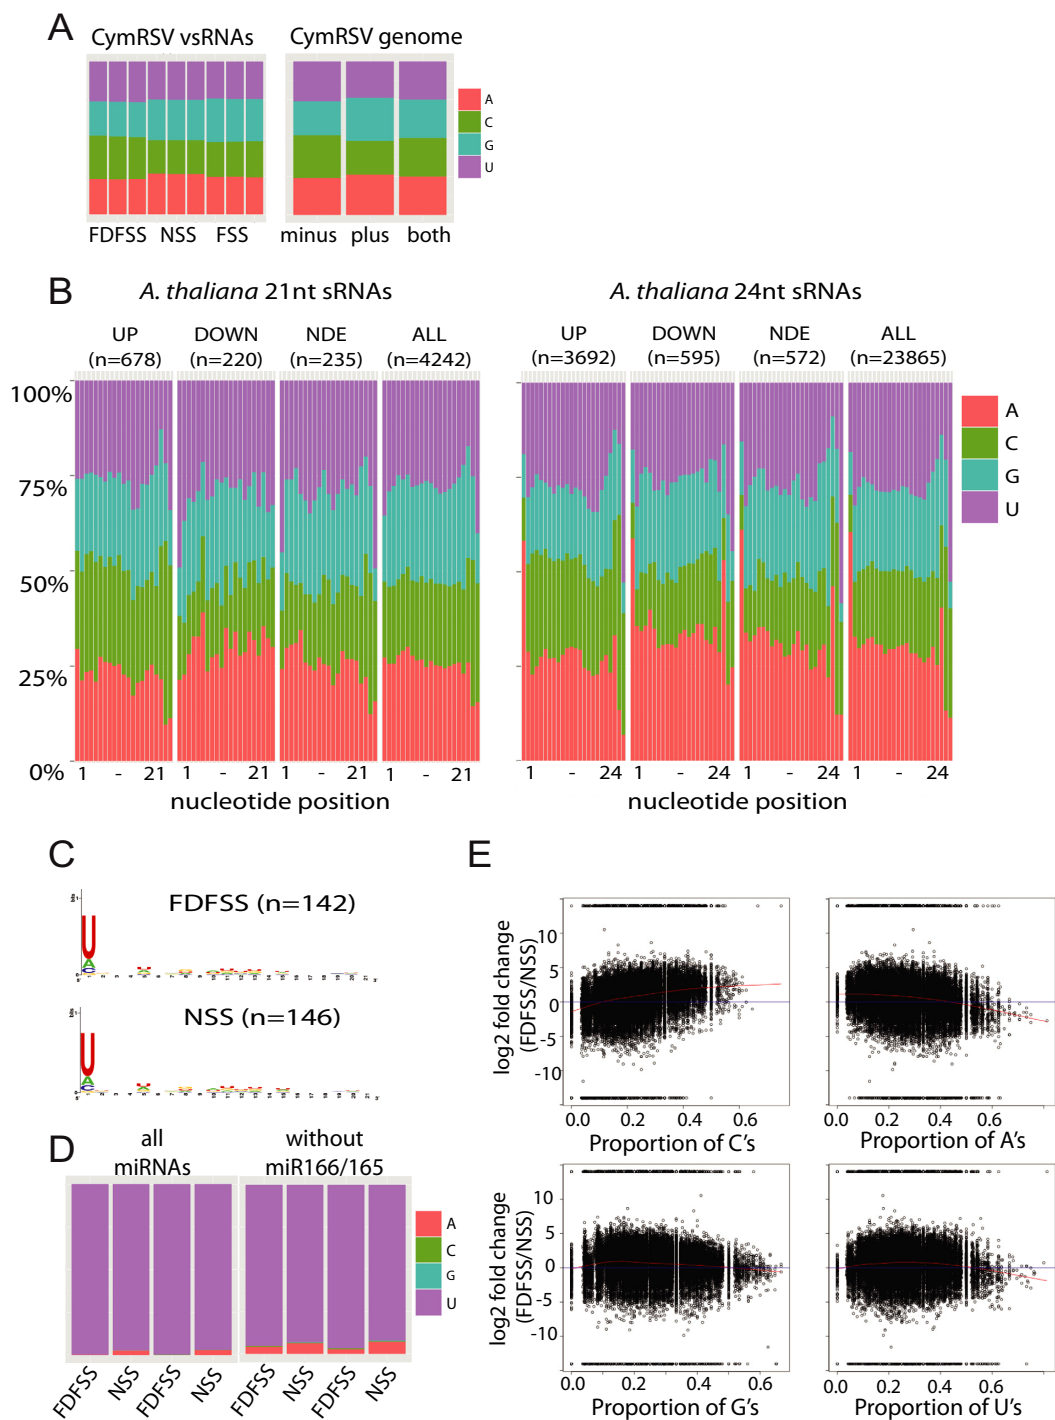 A
CymRSV vsRNAs
CymRSV genome
A
C
G
U
FDFSS NSS FSS
minus plus both
B
A. thaliana 21nt sRNAs
A. thaliana 24nt sRNAs
UP DOWN NDE ALL
(n=678) (n=220) (n=235) (n=4242)
UP DOWN NDE ALL
(n=3692) (n=595) (n=572) (n=23865)
100%
75%
50%
25%
0%
A
C
G
U
1 - 21 1 - 21 1 - 21 1 - 21
nucleotide position
1 - 24 1 - 24 1 - 24 1 - 24
nucleotide position
C
FDFSS (n=142)
U
A
C
NSS (n=146)
U
A
C
D
all
miRNAs
without
miR166/165
A
C
G
U
FDFSS NSS FDFSS NSS
FDFSS NSS FDFSS NSS
E
log2 fold change
(FDFSS/NSS)
10
5
0
-5
-10
0.0 0.2 0.4 0.6
Proportion of C's
0.0 0.2 0.4 0.6
Proportion of A's
log2 fold change
(FDFSS/NSS)
10
5
0
-5
-10
0.0 0.2 0.4 0.6
Proportion of G's
0.0 0.2 0.4 0.6
Proportion of U's